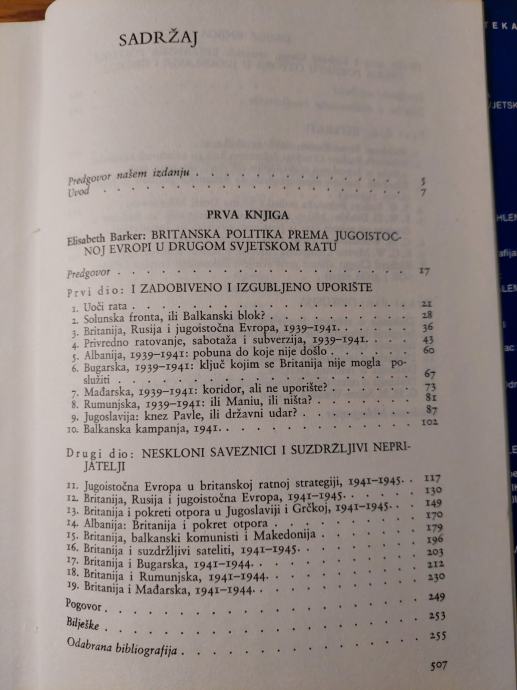 SADRŽAJ
Predgovor našem izdanju . . . . . . . . . . . . 5
Uvod . . . . . . . . . . . . . . . . . . . 7
PRVA KNJIGA
Elisabeth Barker: BRITANSKA POLITIKA PREMA JUGOISTOČ-
NOJ EVROPI U DRUGOM SVJETSKOM RATU
Predgovor . . . . . . . . . . . . . . . . . 17
Prvi dio: I ZADOBIVENO I IZGUBLJENO UPORIŠTE
1. Uoči rata . . . . . . . . . . . . . . . . 21
2. Solunska fronta, ili Balkanski blok? . . . . . . . 28
3. Britanija, Rusija i jugoistočna Evropa, 1939–1941. . . . . 36
4. Privredno ratovanje, sabotaža i subverzija, 1939–1941. . . 43
5. Albanija, 1939–1941: pobuna do koje nije došlo . . . . 60
6. Bugarska, 1939–1941: ključ kojim se Britanija nije mogla po-
služiti . . . . . . . . . . . . . . . . . 67
7. Mađarska, 1939–1941: koridor, ali ne uporište? . . . . 73
8. Rumunjska, 1939–1941: ili Maniu, ili ništa? . . . . . 81
9. Jugoslavija: knez Pavle, ili državni udar? . . . . . . 87
10. Balkanska kampanja, 1941. . . . . . . . . . . 102
Drugi dio: NESKLONI SAVEZNICI I SUZDRŽLJIVI NEPRI-
JATELJI
11. Jugoistočna Evropa u britanskoj ratnoj strategiji, 1941–1945. . 117
12. Britanija, Rusija i jugoistočna Evropa, 1941–1945. . . . . 130
13. Britanija i pokreti otpora u Jugoslaviji i Grčkoj, 1941–1945. . 149
14. Albanija: Britanija i pokret otpora . . . . . . . . 170
15. Britanija, balkanski komunisti i Makedonija . . . . . 179
16. Britanija i suzdržljivi sateliti, 1941–1945. . . . . . . 196
17. Britanija i Bugarska, 1941–1944. . . . . . . . . 203
18. Britanija i Rumunjska, 1941–1944. . . . . . . . . 212
19. Britanija i Mađarska, 1941–1944. . . . . . . . . 230
Pogovor . . . . . . . . . . . . . . . . . . 249
Bilješke . . . . . . . . . . . . . . . . . . 253
Odabrana bibliografija . . . . . . . . . . . . . 255
507